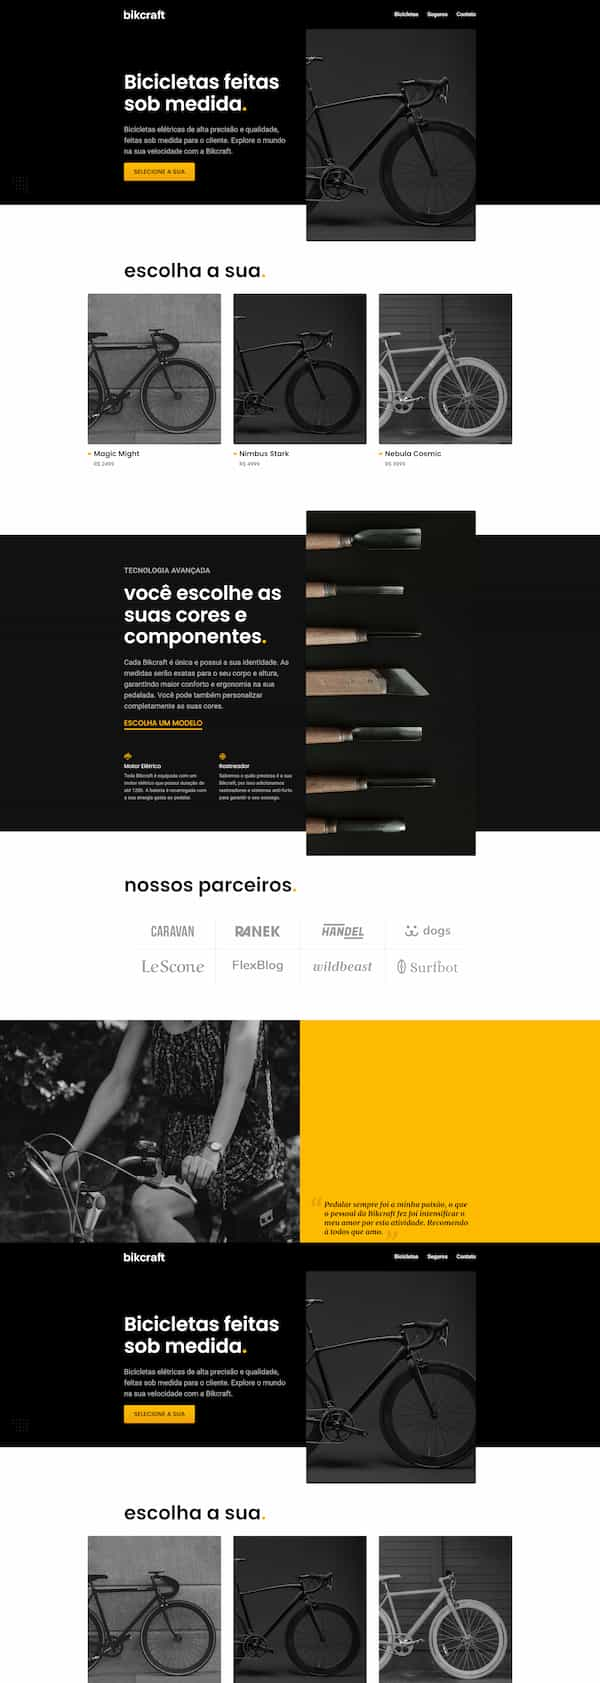 bikcraft
Bicicletas Seguros Contato
Bicicletas feitas
sob medida.
Bicicletas elétricas de alta precisão e qualidade,
feitas sob medida para o cliente. Explore o mundo
na sua velocidade com a Bikcraft.
SELECIONE A SUA
escolha a sua.
Magic Might
R$ 2499
Nimbus Stark
R$ 4999
Nebula Cosmic
R$ 3999
TECNOLOGIA AVANÇADA
você escolhe as
suas cores e
componentes.
Cada Bikcraft é única e possui a sua identidade. As
medidas serão exatas para o seu corpo e altura,
garantindo maior conforto e ergonomia na sua
pedalada. Você pode também personalizar
completamente as suas cores.
ESCOLHA UM MODELO
Motor Elétrico
Toda Bikcraft é equipada com um
motor elétrico que possui duração de
até 120h. A bateria é recarregada com
a sua energia gasta ao pedalar.
Rastreador
Sabemos o quão preciosa é a sua
Bikcraft, por isso adicionamos
rastreadores e sistemas anti-furto
para garantir o seu sossego.
nossos parceiros.
CARAVAN RANEK HANDEL dogs
LeScone FlexBlog wildbeast Surfbot
“ Pedalar sempre foi a minha paixão, o que
o pessoal da Bikcraft fez foi intensificar o
meu amor por esta atividade. Recomendo
à todos que amo. ”
bikcraft
Bicicletas Seguros Contato
Bicicletas feitas
sob medida.
Bicicletas elétricas de alta precisão e qualidade,
feitas sob medida para o cliente. Explore o mundo
na sua velocidade com a Bikcraft.
SELECIONE A SUA
escolha a sua.